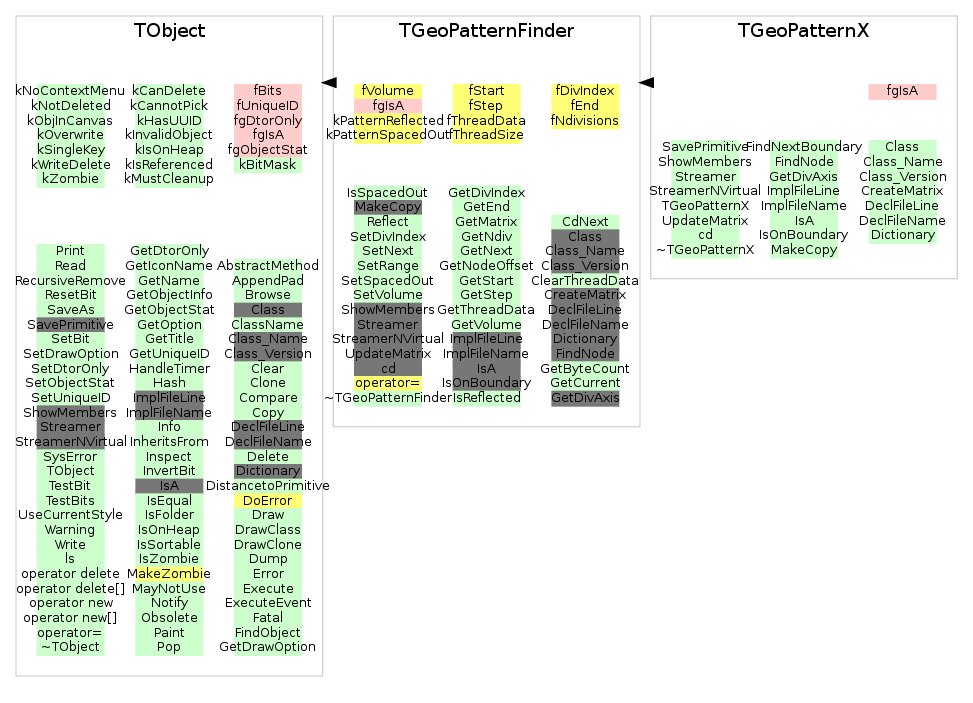 TObject
kNoContextMenu kCanDelete fBits
kNotDeleted kCannotPick fUniqueID
kObjInCanvas kHasUUID fgDtorOnly
kOverwrite kInvalidObject fgIsA
kSingleKey kIsOnHeap fgObjectStat
kWriteDelete kIsReferenced kBitMask
kZombie kMustCleanup
Print GetDtorOnly
Read GetIconName AbstractMethod
RecursiveRemove GetName AppendPad
ResetBit GetObjectInfo Browse
SaveAs GetObjectStat Class
SavePrimitive GetOption ClassName
SetBit GetTitle Class_Name
SetDrawOption GetUniqueID Class_Version
SetDtorOnly HandleTimer Clear
SetObjectStat Hash Clone
SetUniqueID ImplFileLine Compare
ShowMembers ImplFileName Copy
Streamer Info DeclFileLine
StreamerNVirtual InheritsFrom DeclFileName
SysError Inspect Delete
TObject InvertBit Dictionary
TestBit IsA DistancetoPrimitive
TestBits IsEqual DoError
UseCurrentStyle IsFolder Draw
Warning IsOnHeap DrawClass
Write IsSortable DrawClone
ls IsZombie Dump
operator delete MakeZombie Error
operator delete[] MayNotUse Execute
operator new Notify ExecuteEvent
operator new[] Obsolete Fatal
operator= Paint FindObject
~TObject Pop GetDrawOption
TGeoPatternFinder
fVolume fStart fDivIndex
fgIsA fStep fEnd
kPatternReflected fThreadData fNdivisions
kPatternSpacedOut fThreadSize
IsSpacedOut GetDivIndex
MakeCopy GetEnd
Reflect GetMatrix CdNext
SetDivIndex GetNdiv Class
SetNext GetNext Class_Name
SetRange GetNodeOffset Class_Version
SetSpacedOut GetStart ClearThreadData
SetVolume GetStep CreateMatrix
ShowMembers GetThreadData DeclFileLine
Streamer GetVolume DeclFileName
StreamerNVirtual ImplFileLine Dictionary
UpdateMatrix ImplFileName FindNode
cd IsA GetByteCount
operator= IsOnBoundary GetCurrent
~TGeoPatternFinder IsReflected GetDivAxis
TGeoPatternX
fgIsA
SavePrimitive FindNextBoundary Class
ShowMembers FindNode Class_Name
Streamer GetDivAxis Class_Version
StreamerNVirtual ImplFileLine CreateMatrix
TGeoPatternX ImplFileName DeclFileLine
UpdateMatrix IsA DeclFileName
cd IsOnBoundary Dictionary
~TGeoPatternX MakeCopy